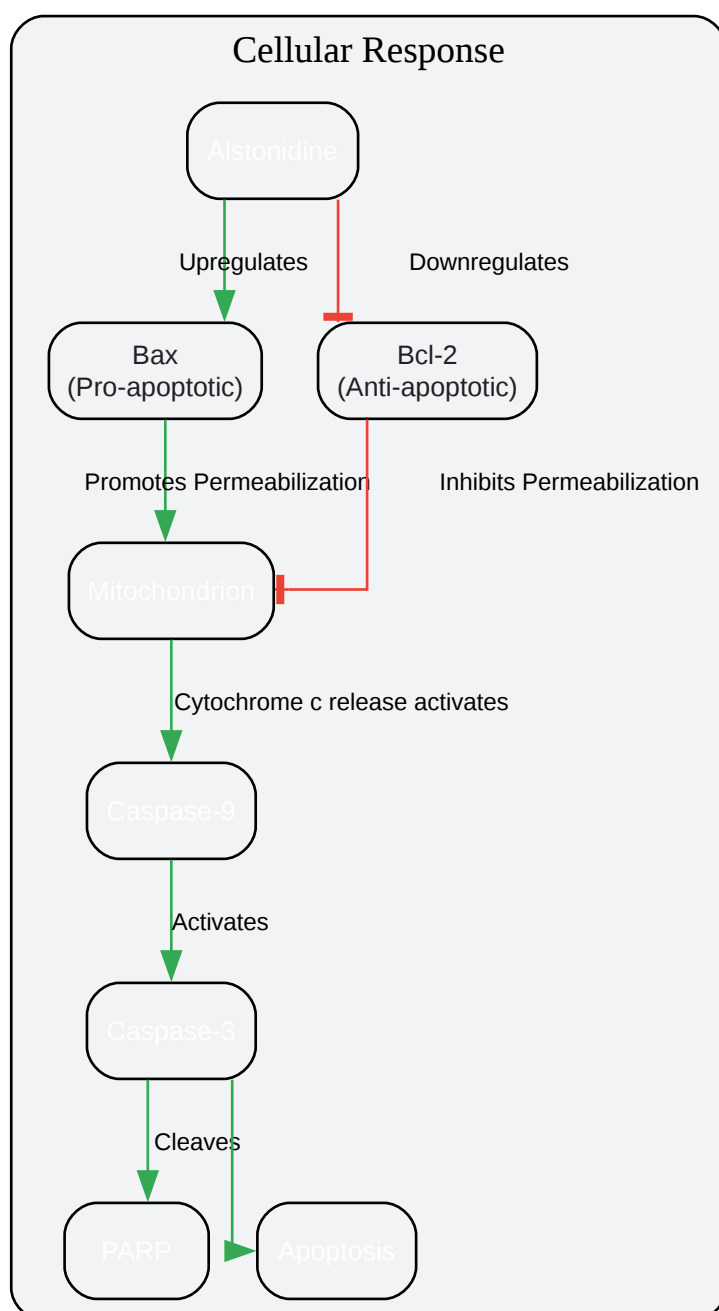 Cellular Response
Alstonidine
Upregulates
Downregulates
Bax
(Pro-apoptotic)
Bcl-2
(Anti-apoptotic)
Promotes Permeabilization
Inhibits Permeabilization
Mitochondrion
Cytochrome c release activates
Caspase-9
Activates
Caspase-3
Cleaves
PARP
Apoptosis